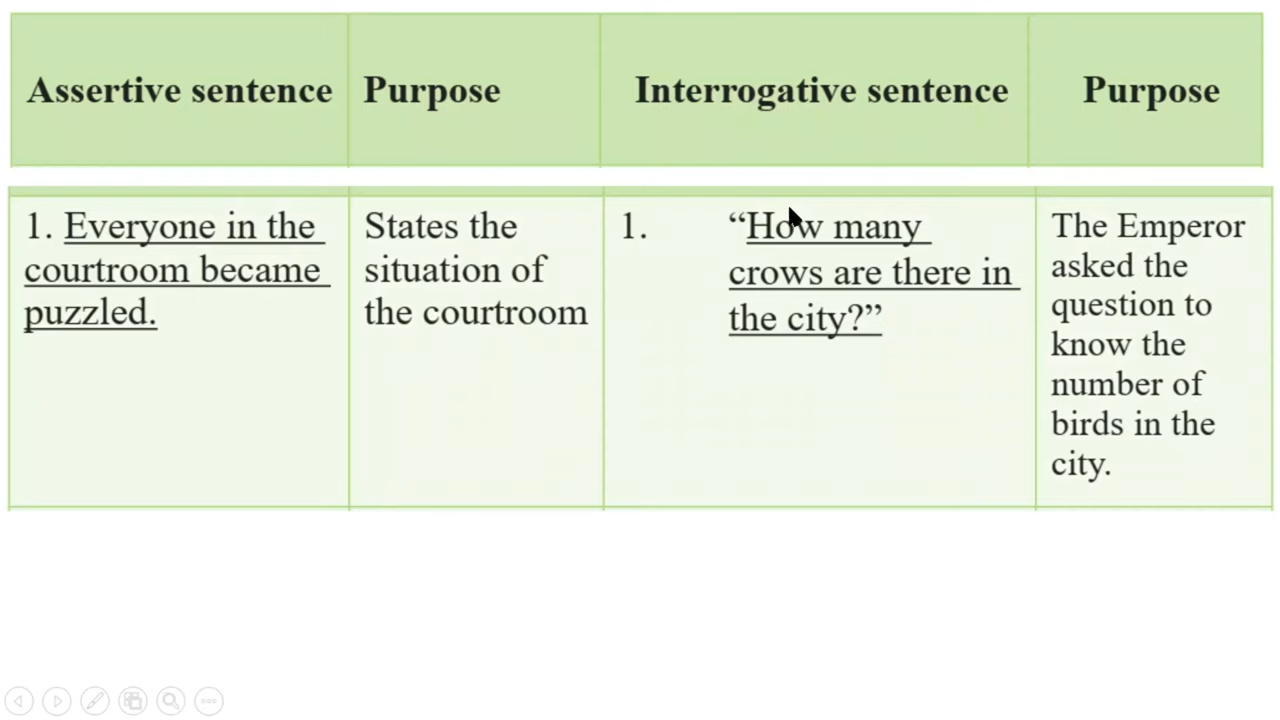 Assertive sentence
Purpose
Interrogative sentence
Purpose
1. Everyone in the
courtroom became
puzzled.
States the
situation of
the courtroom
1. “How many
crows are there in
the city?”
The Emperor
asked the
question to
know the
number of
birds in the
city.